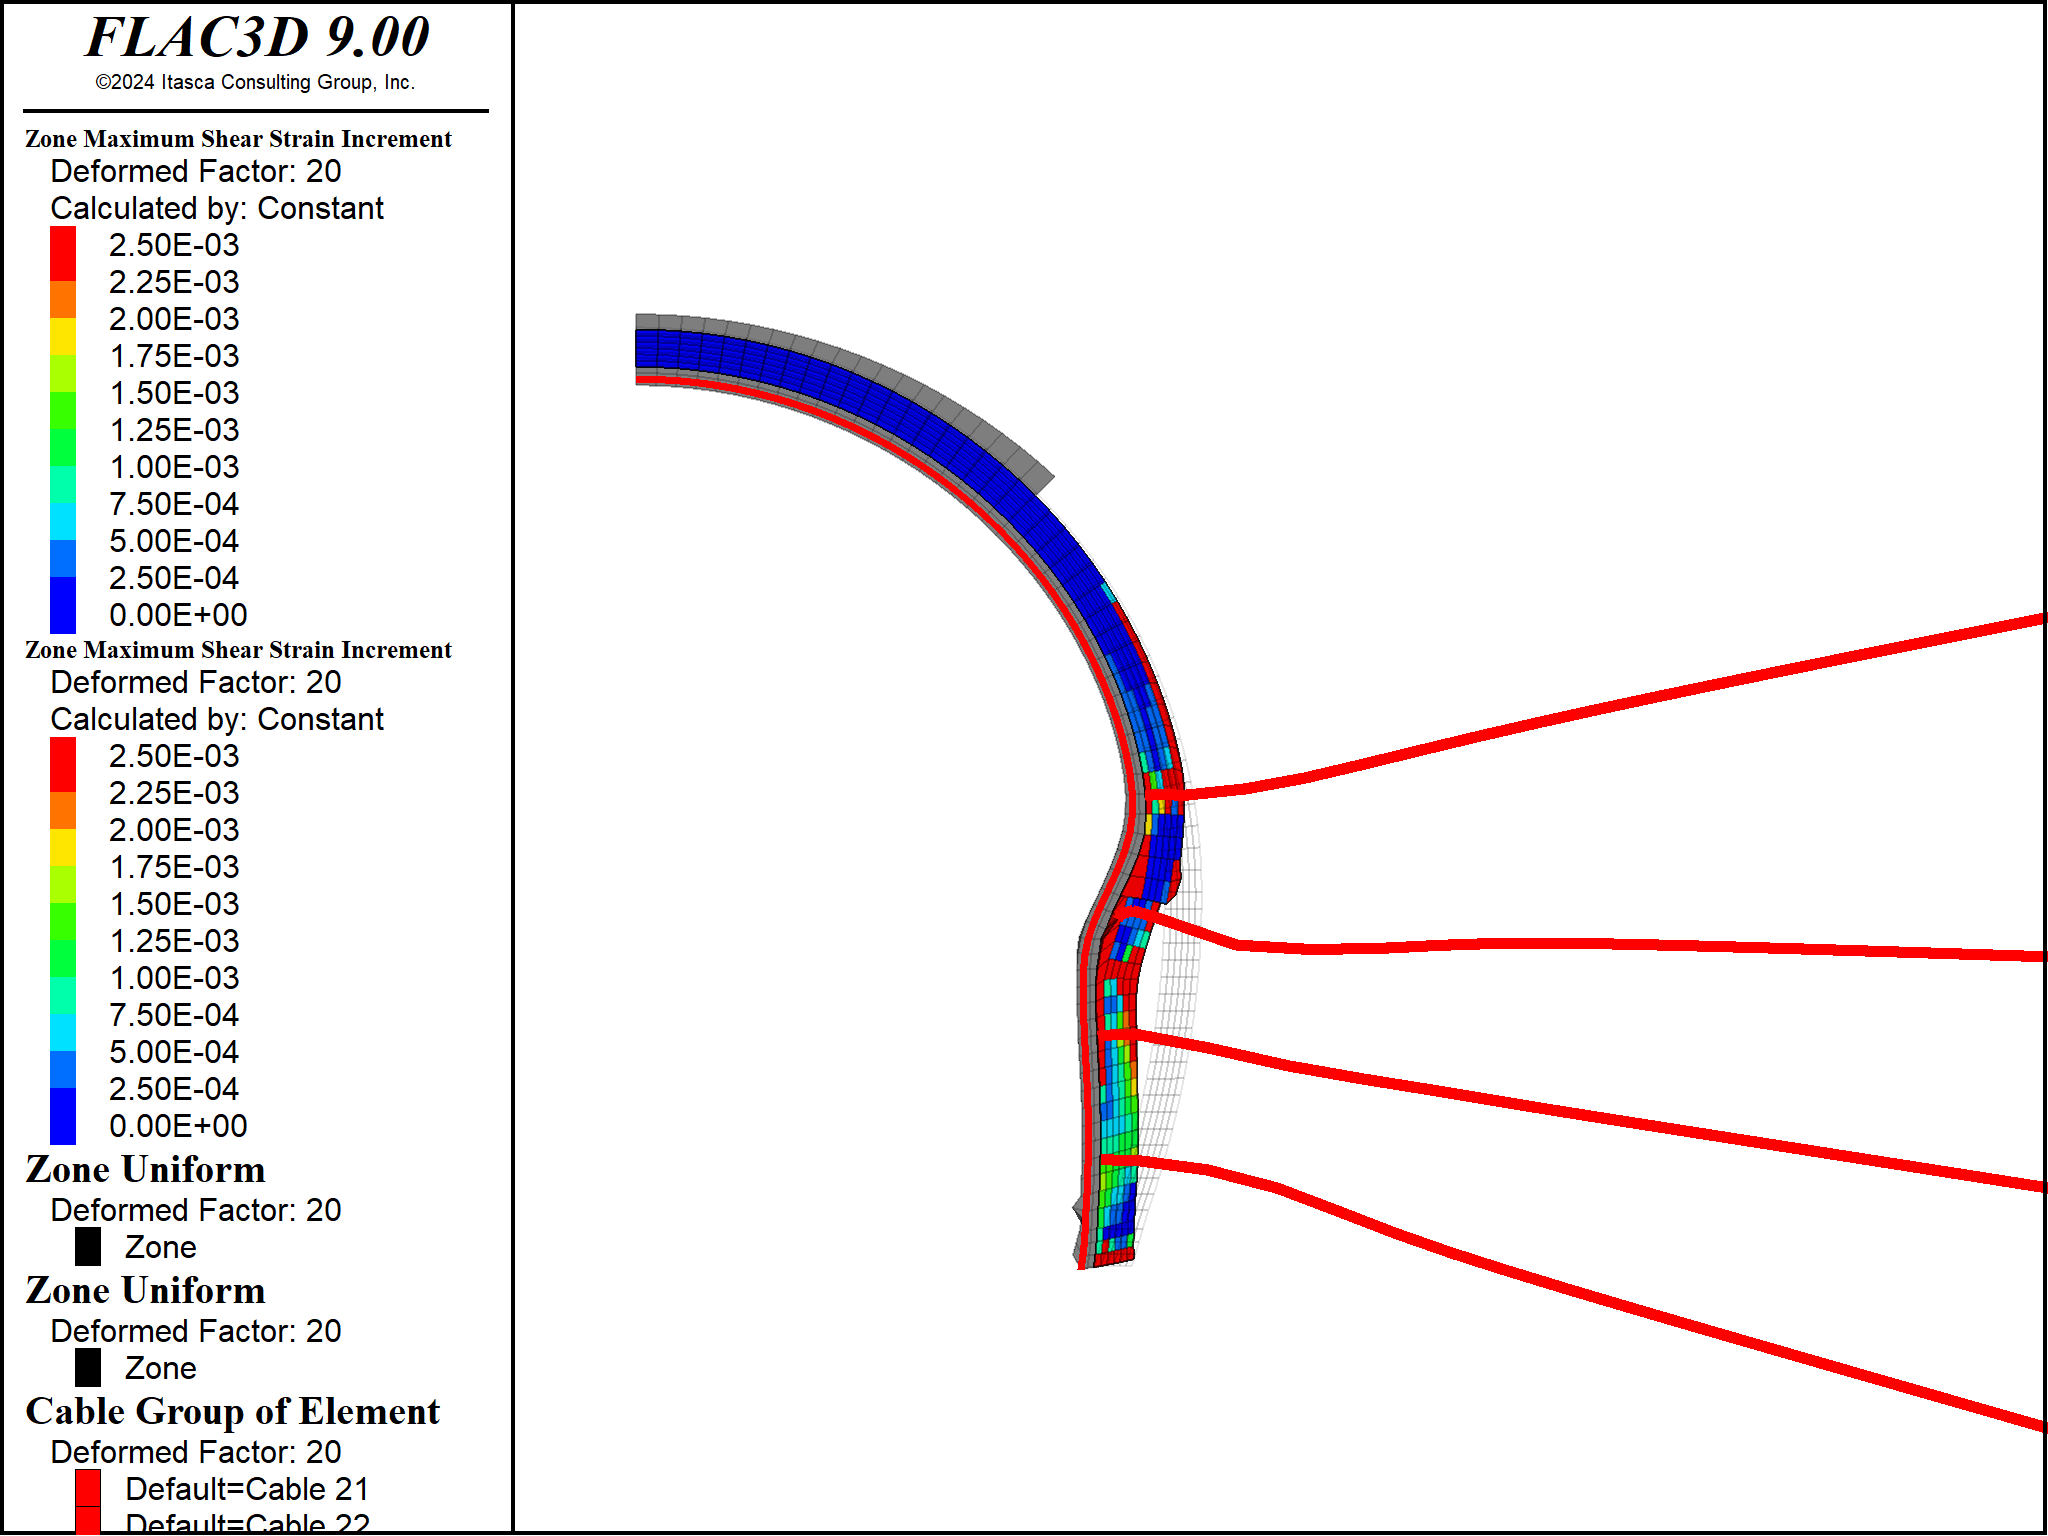 FLAC3D 9.00
©2024 Itasca Consulting Group, Inc.
Zone Maximum Shear Strain Increment
Deformed Factor: 20
Calculated by: Constant
2.50E-03
2.25E-03
2.00E-03
1.75E-03
1.50E-03
1.25E-03
1.00E-03
7.50E-04
5.00E-04
2.50E-04
0.00E+00
Zone Maximum Shear Strain Increment
Deformed Factor: 20
Calculated by: Constant
2.50E-03
2.25E-03
2.00E-03
1.75E-03
1.50E-03
1.25E-03
1.00E-03
7.50E-04
5.00E-04
2.50E-04
0.00E+00
Zone Uniform
Deformed Factor: 20
Zone
Zone Uniform
Deformed Factor: 20
Zone
Cable Group of Element
Deformed Factor: 20
Default=Cable 21
Default=Cable 22